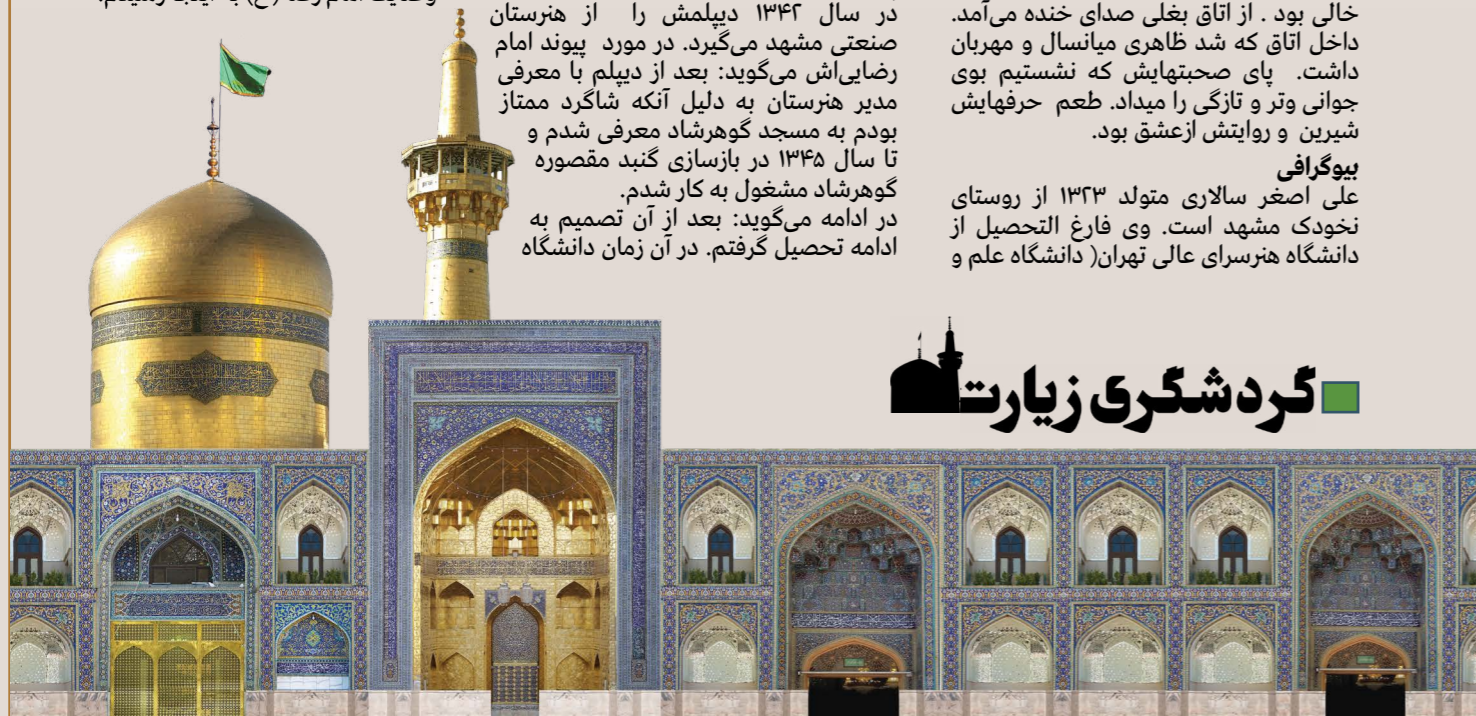 خالی بود . از اتاق بغلی صدای خنده می‌آمد.
داخل اتاق که شد ظاهری میانسال و مهربان
داشت. پای صحبتهایش که نشستیم بوی
جوانی وتر و تازگی را میداد. طعم حرفهایش
شیرین و روایتش ازعشق بود.
بیوگرافی
علی اصغر سالاری متولد ۱۳۲۳ از روستای
نخودک مشهد است. وی فارغ التحصیل از
دانشگاه هنرسرای عالی تهران( دانشگاه علم و
در سال ۱۳۴۲ دیپلمش را از هنرستان
صنعتی مشهد می‌گیرد. در مورد پیوند امام
رضایی‌اش می‌گوید: بعد از دیپلم با معرفی
مدیر هنرستان به دلیل آنکه شاگرد ممتاز
بودم به مسجد گوهرشاد معرفی شدم و
تا سال ۱۳۴۵ در بازسازی گنبد مقصوره
گوهرشاد مشغول به کار شدم.
در ادامه می‌گوید: بعد از آن تصمیم به
ادامه تحصیل گرفتم. در آن زمان دانشگاه
گردشگری زیارت